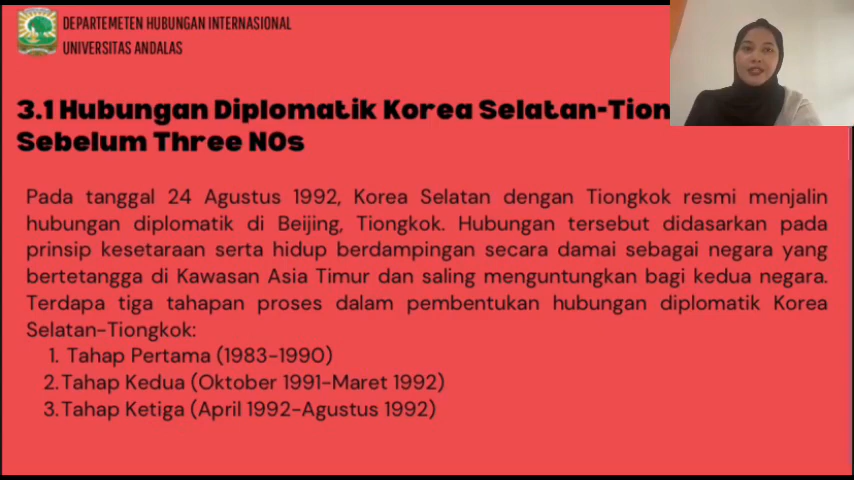 DEPARTEMETEN HUBUNGAN INTERNASIONAL
UNIVERSITAS ANDALAS
3.1 Hubungan Diplomatik Korea Selatan-Tion
Sebelum Three NOs
Pada tanggal 24 Agustus 1992, Korea Selatan dengan Tiongkok resmi menjalin
hubungan diplomatik di Beijing, Tiongkok. Hubungan tersebut didasarkan pada
prinsip kesetaraan serta hidup berdampingan secara damai sebagai negara yang
bertetangga di Kawasan Asia Timur dan saling menguntungkan bagi kedua negara.
Terdapa tiga tahapan proses dalam pembentukan hubungan diplomatik Korea
Selatan-Tiongkok:
1. Tahap Pertama (1983-1990)
2.Tahap Kedua (Oktober 1991-Maret 1992)
3.Tahap Ketiga (April 1992-Agustus 1992)